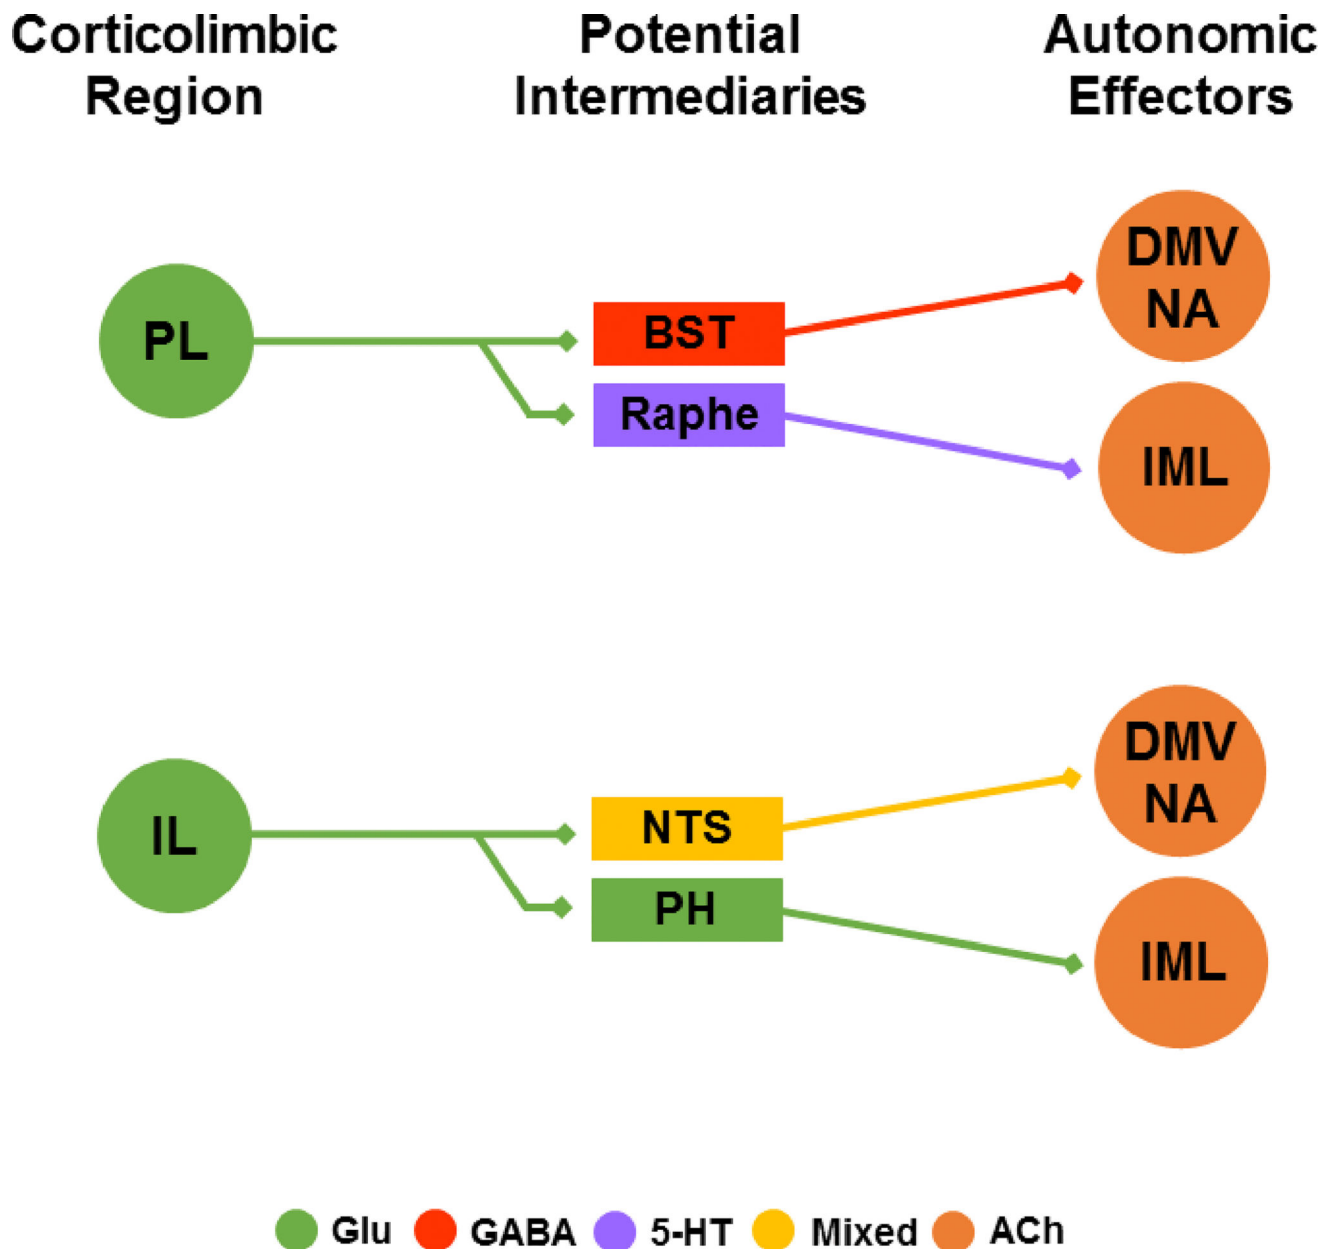 Corticolimbic
Region
Potential
Intermediaries
Autonomic
Effectors
PL
BST
Raphe
DMV
NA
IML
IL
NTS
PH
DMV
NA
IML
Glu GABA 5-HT Mixed ACh